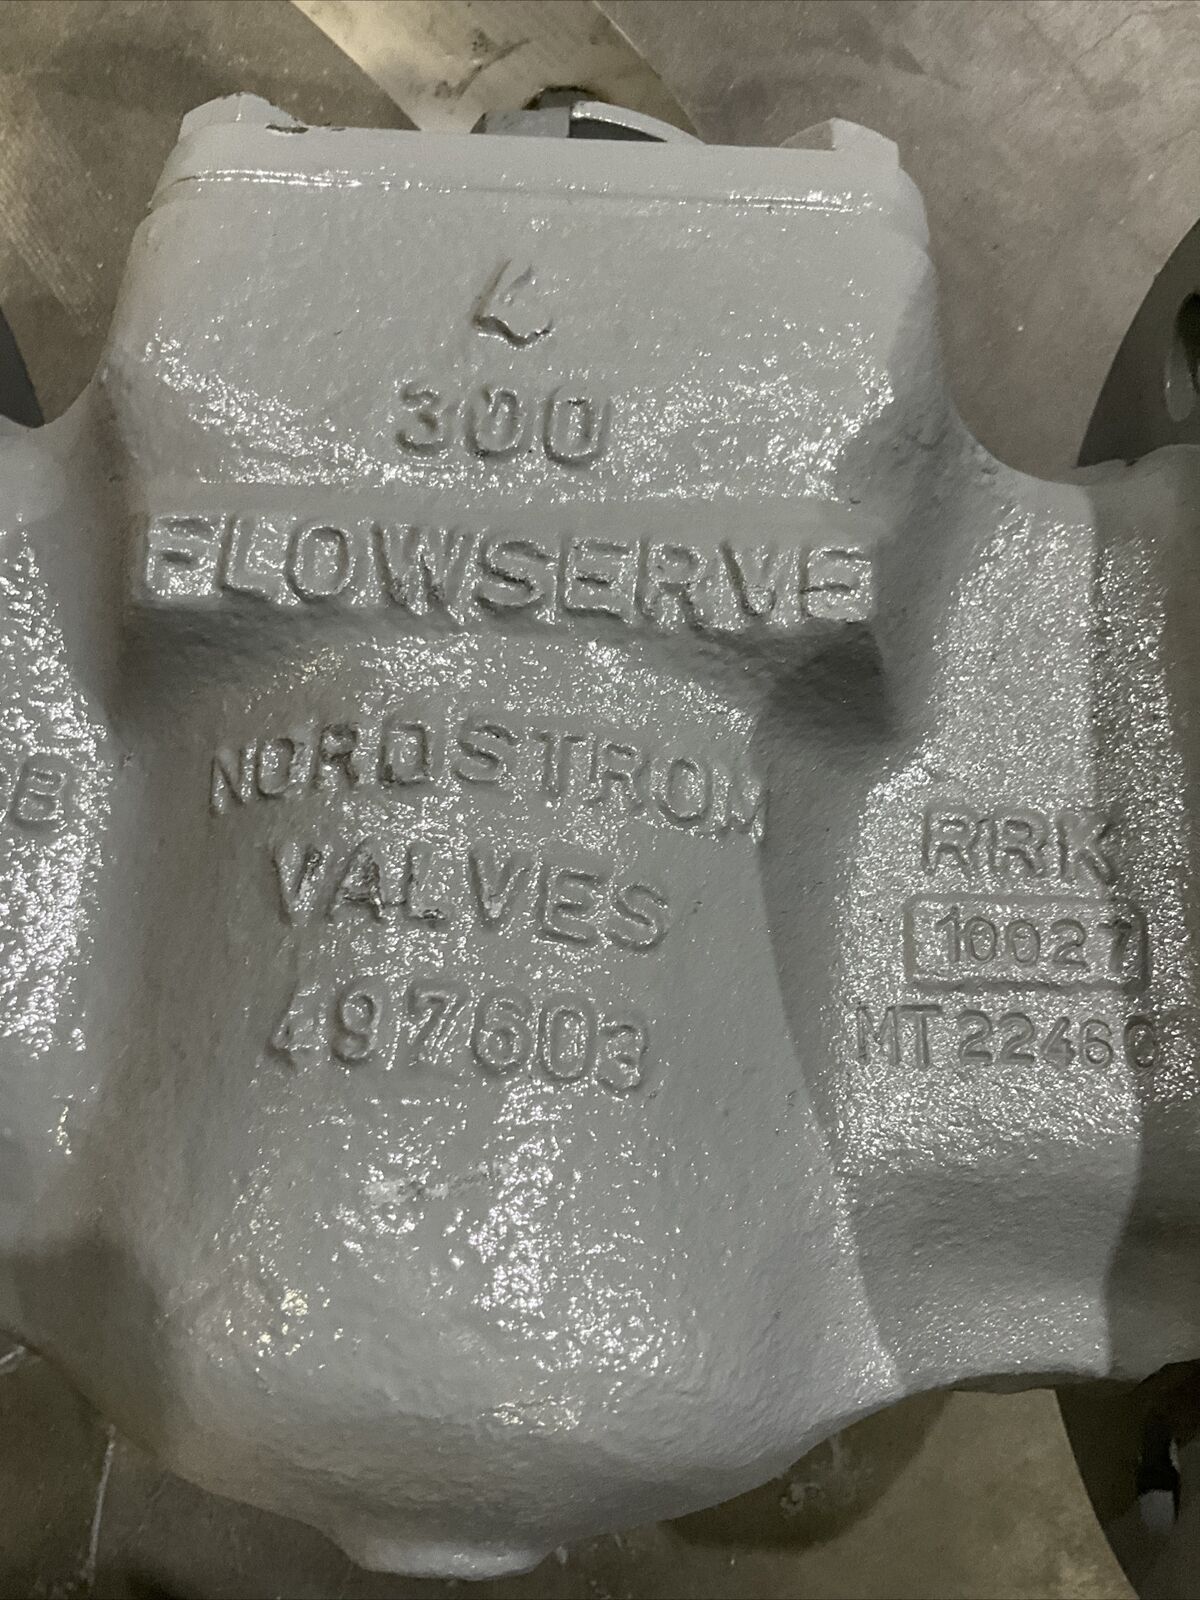 300
FLOWSERVE
NORDSTROM
VALVES
497603
RRK
10027
MT 22460